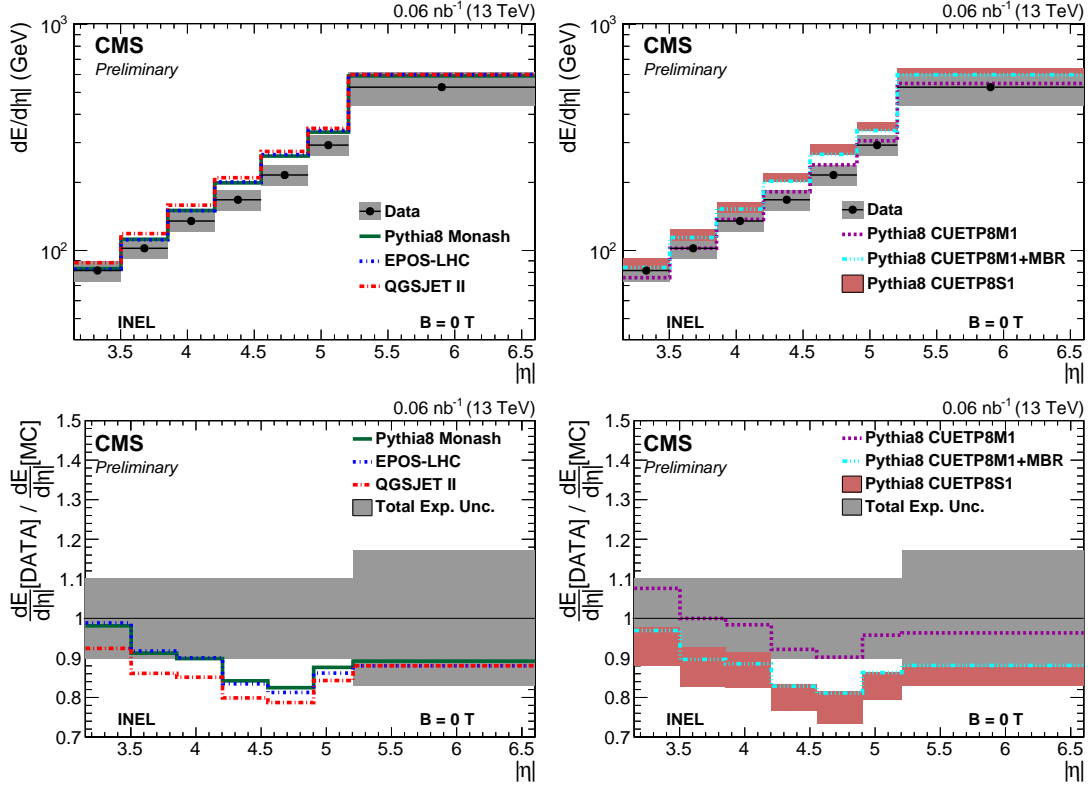 0.06 nb⁻¹ (13 TeV)
dE/d|η| (GeV)
10³
10²
CMS
Preliminary
Data
Pythia8 Monash
EPOS-LHC
QGSJET II
INEL
B = 0 T
3.5 4 4.5 5 5.5 6 6.5
|η|
0.06 nb⁻¹ (13 TeV)
dE/d|η| (GeV)
10³
10²
CMS
Preliminary
Data
Pythia8 CUETP8M1
Pythia8 CUETP8M1+MBR
Pythia8 CUETP8S1
INEL
B = 0 T
3.5 4 4.5 5 5.5 6 6.5
|η|
0.06 nb⁻¹ (13 TeV)
dE/d|η| [DATA] / dE/d|η| [MC]
1.5
1.4
1.3
1.2
1.1
1
0.9
0.8
0.7
CMS
Preliminary
Pythia8 Monash
EPOS-LHC
QGSJET II
Total Exp. Unc.
INEL
B = 0 T
3.5 4 4.5 5 5.5 6 6.5
|η|
0.06 nb⁻¹ (13 TeV)
dE/d|η| [DATA] / dE/d|η| [MC]
1.5
1.4
1.3
1.2
1.1
1
0.9
0.8
0.7
CMS
Preliminary
Pythia8 CUETP8M1
Pythia8 CUETP8M1+MBR
Pythia8 CUETP8S1
Total Exp. Unc.
INEL
B = 0 T
3.5 4 4.5 5 5.5 6 6.5
|η|